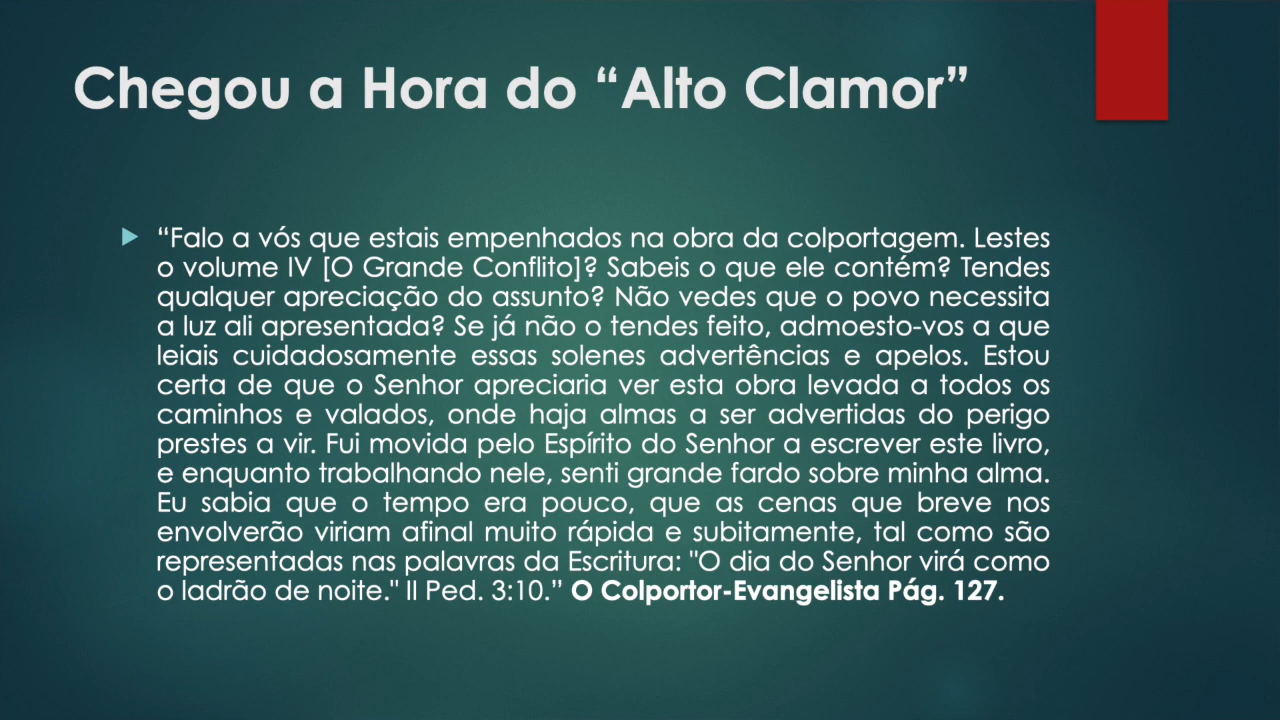 Chegou a Hora do “Alto Clamor”
“Falo a vós que estais empenhados na obra da colportagem. Lestes
o volume IV [O Grande Conflito]? Sabeis o que ele contém? Tendes
qualquer apreciação do assunto? Não vedes que o povo necessita
a luz ali apresentada? Se já não o tendes feito, admoesto-vos a que
leiais cuidadosamente essas solenes advertências e apelos. Estou
certa de que o Senhor apreciaria ver esta obra levada a todos os
caminhos e valados, onde haja almas a ser advertidas do perigo
prestes a vir. Fui movida pelo Espírito do Senhor a escrever este livro,
e enquanto trabalhando nele, senti grande fardo sobre minha alma.
Eu sabia que o tempo era pouco, que as cenas que breve nos
envolverão viriam afinal muito rápida e subitamente, tal como são
representadas nas palavras da Escritura: "O dia do Senhor virá como
o ladrão de noite." II Ped. 3:10.” O Colportor-Evangelista Pág. 127.